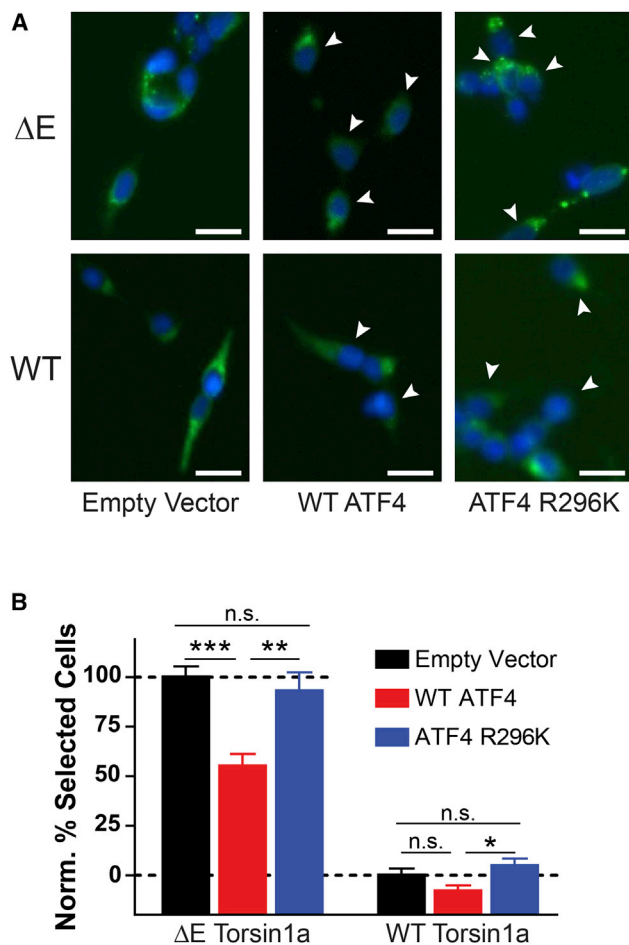 A
ΔE
WT
Empty Vector
WT ATF4
ATF4 R296K
B
n.s.
***
**
Empty Vector
WT ATF4
ATF4 R296K
n.s.
n.s.
*
100
75
50
25
0
Norm. % Selected Cells
ΔE Torsin1a
WT Torsin1a